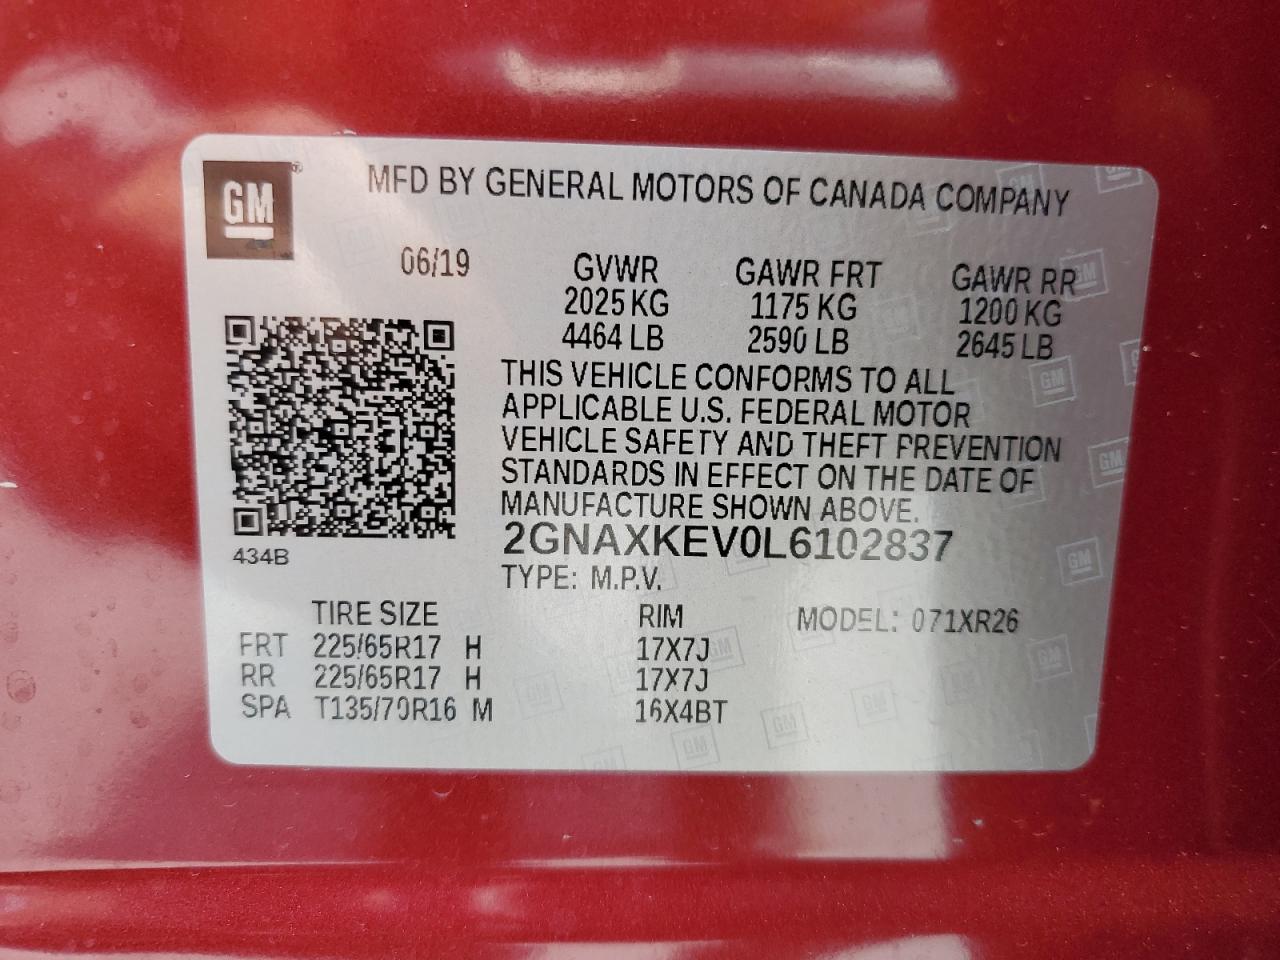 GM
MFD BY GENERAL MOTORS OF CANADA COMPANY
06/19 GVWR GAWR FRT GAWR RR
2025 KG 1175 KG 1200 KG
4464 LB 2590 LB 2645 LB
THIS VEHICLE CONFORMS TO ALL
APPLICABLE U.S. FEDERAL MOTOR
VEHICLE SAFETY AND THEFT PREVENTION
STANDARDS IN EFFECT ON THE DATE OF
MANUFACTURE SHOWN ABOVE.
2GNAXKEV0L6102837
434B
TYPE: M.P.V.
TIRE SIZE RIM MODEL: 071XR26
FRT 225/65R17 H 17X7J
RR 225/65R17 H 17X7J
SPA T135/70R16 M 16X4BT